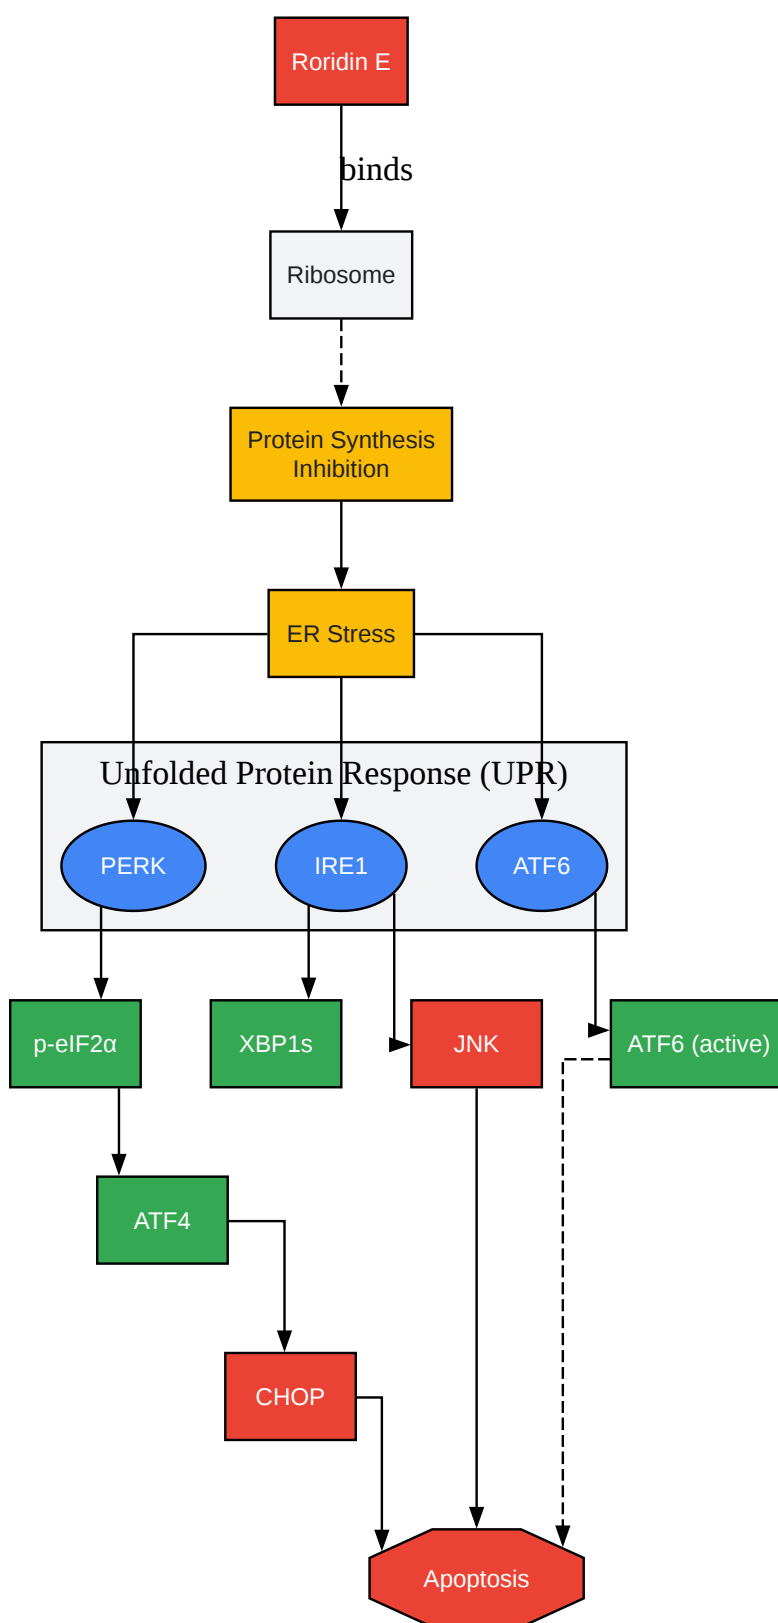 Roridin E
binds
Ribosome
Protein Synthesis
Inhibition
ER Stress
Unfolded Protein Response (UPR)
PERK
IRE1
ATF6
p-eIF2α
XBP1s
JNK
ATF6 (active)
ATF4
CHOP
Apoptosis